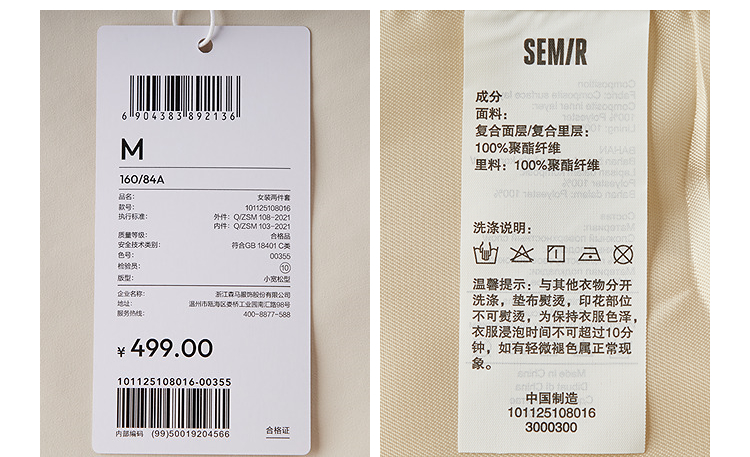 6 904383 892136
M
160/84A
品名: 女装两件套
款号: 101125108016
执行标准: 外件: Q/ZSM 108-2021
内件: Q/ZSM 103-2021
质量等级: 合格品
安全技术类别: 符合GB 18401 C类
色号: 00355
检验员: 10
版型: 小宽松型
企业名称: 浙江森马服饰股份有限公司
地址: 温州市瓯海区娄桥工业园南汇路98号
服务热线: 400-8877-588
¥ 499.00
101125108016-00355
内部编码 (99)50019204566
合格证
SEMIR
成分
面料:
复合面层/复合里层:
100%聚酯纤维
里料: 100%聚酯纤维
洗涤说明:
温馨提示: 与其他衣物分开
洗涤, 垫布熨烫, 印花部位
不可熨烫, 为保持衣服色泽,
衣服浸泡时间不可超过10分
钟, 如有轻微褪色属正常现
象。
中国制造
101125108016
3000300